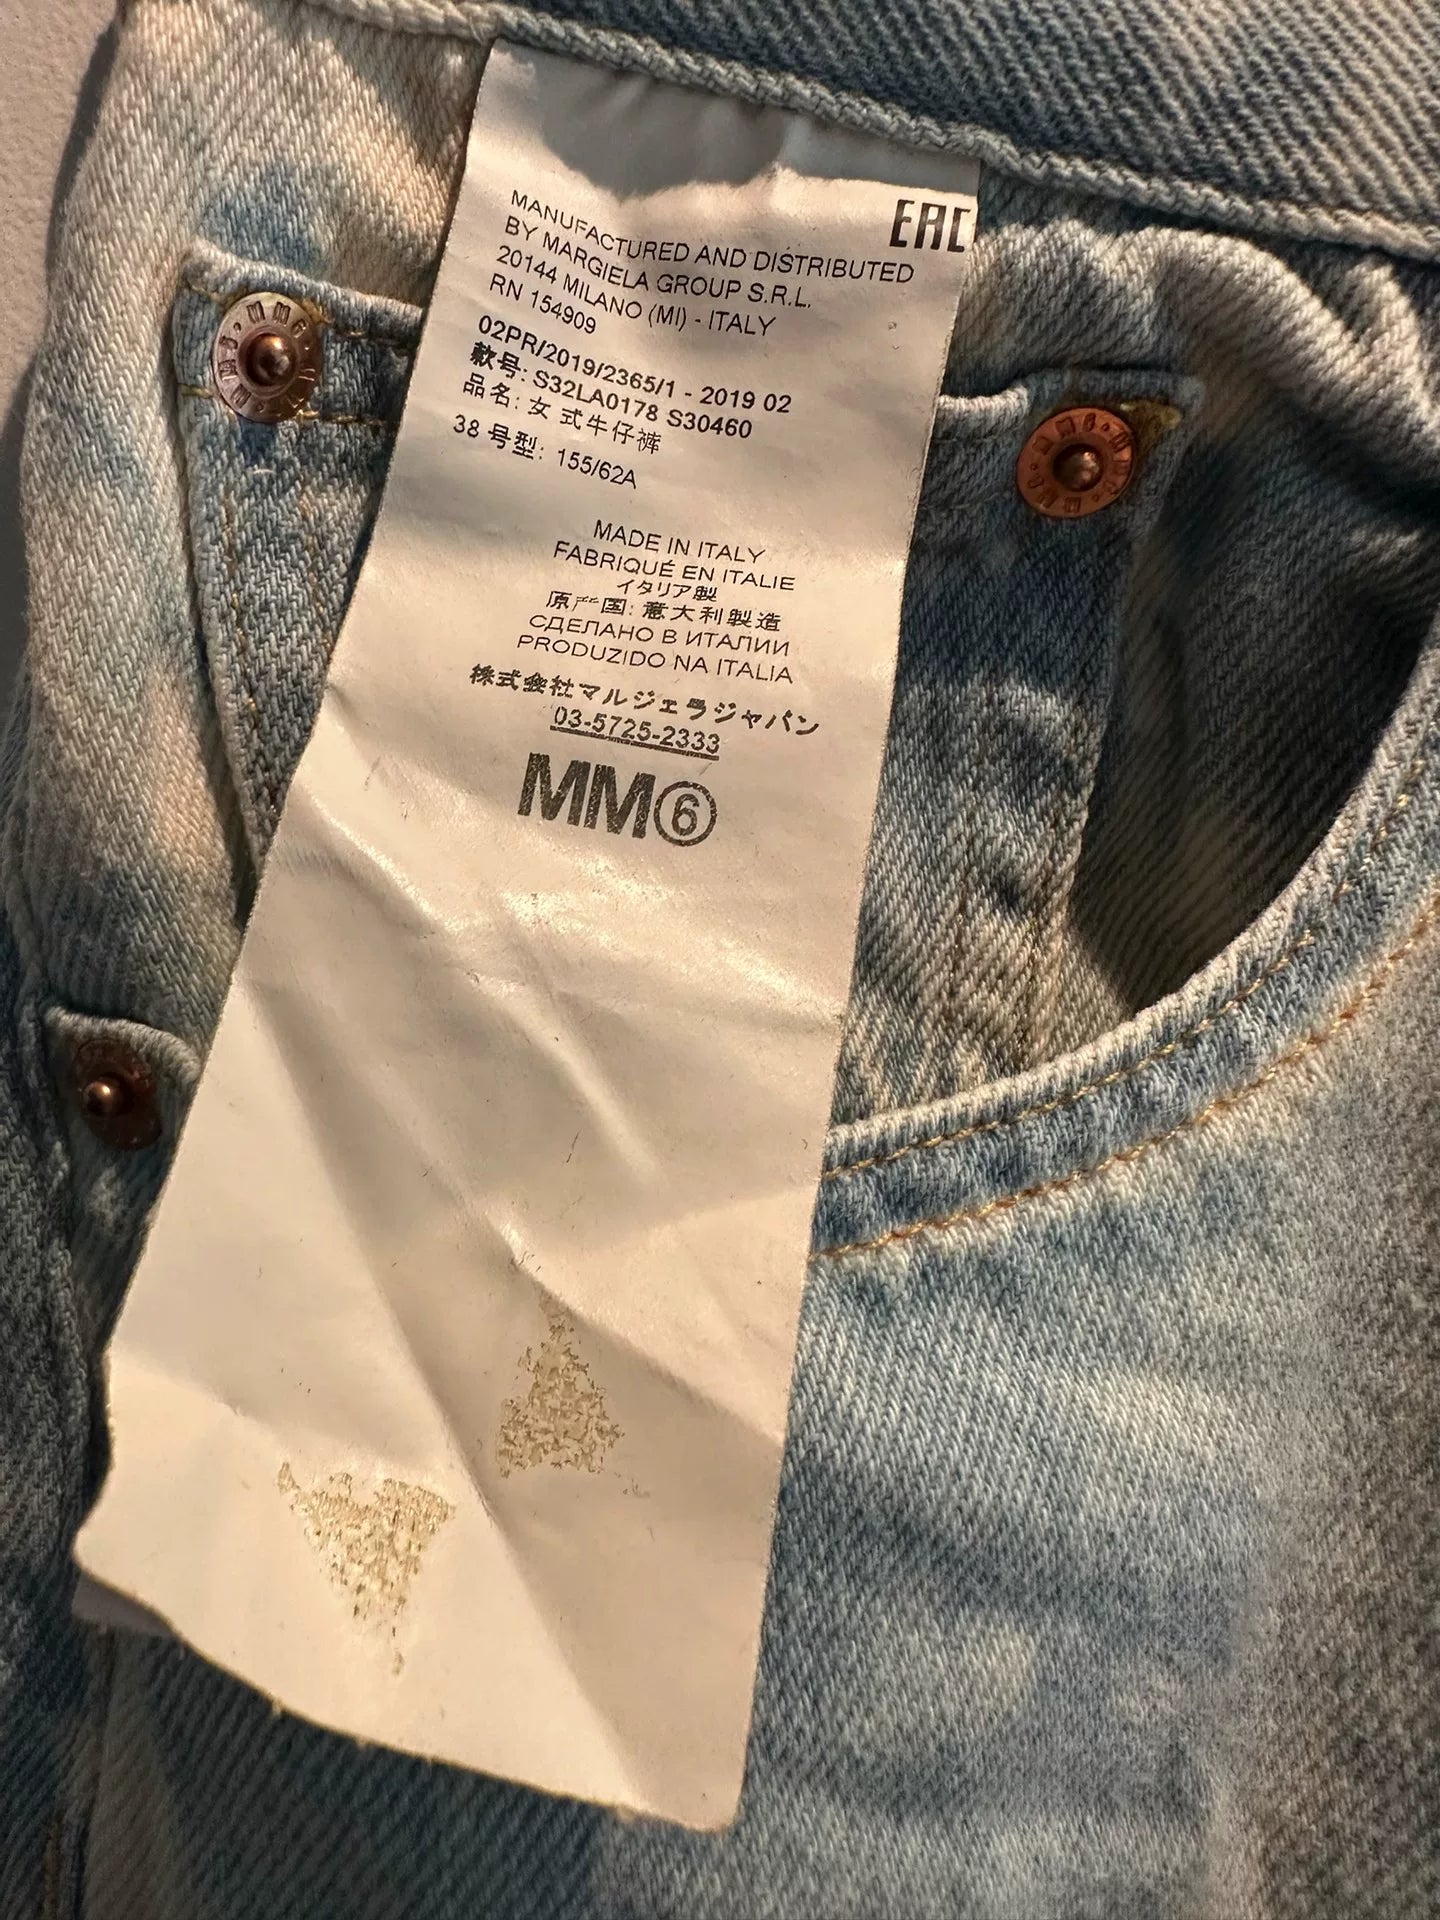 EAC
MANUFACTURED AND DISTRIBUTED
BY MARGIELA GROUP S.R.L.
20144 MILANO (MI) - ITALY
RN 154909
02PR/2019/2365/1 - 2019 02
款号: S32LA0178 S30460
品名: 女式牛仔裤
38 号型: 155/62A
MADE IN ITALY
FABRIQUÉ EN ITALIE
イタリア製
原产国: 意大利製造
СДЕЛАНО В ИТАЛИИ
PRODUZIDO NA ITALIA
株式会社マルジェラジャパン
03-5725-2333
MM⑥